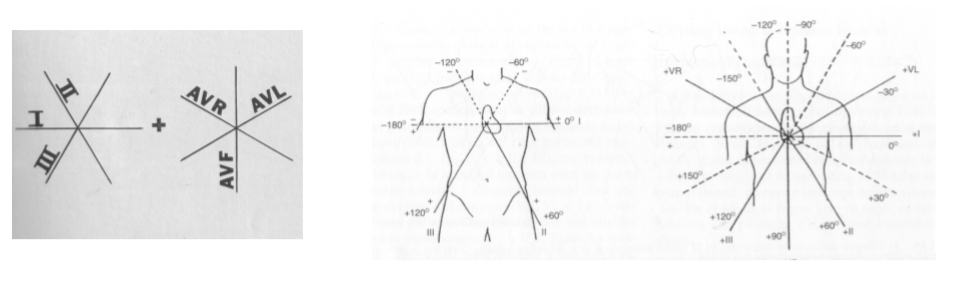 II
I
III
+
AVR
AVL
AVF
−120°
−60°
−
−
−180°
−
+ 0° I
+
+
+120°
+60°
III
II
−120°
−90°
−60°
+VR
+VL
−150°
−30°
−180°
+
+I
0°
+150°
+30°
+120°
+60°
+III
+II
+90°